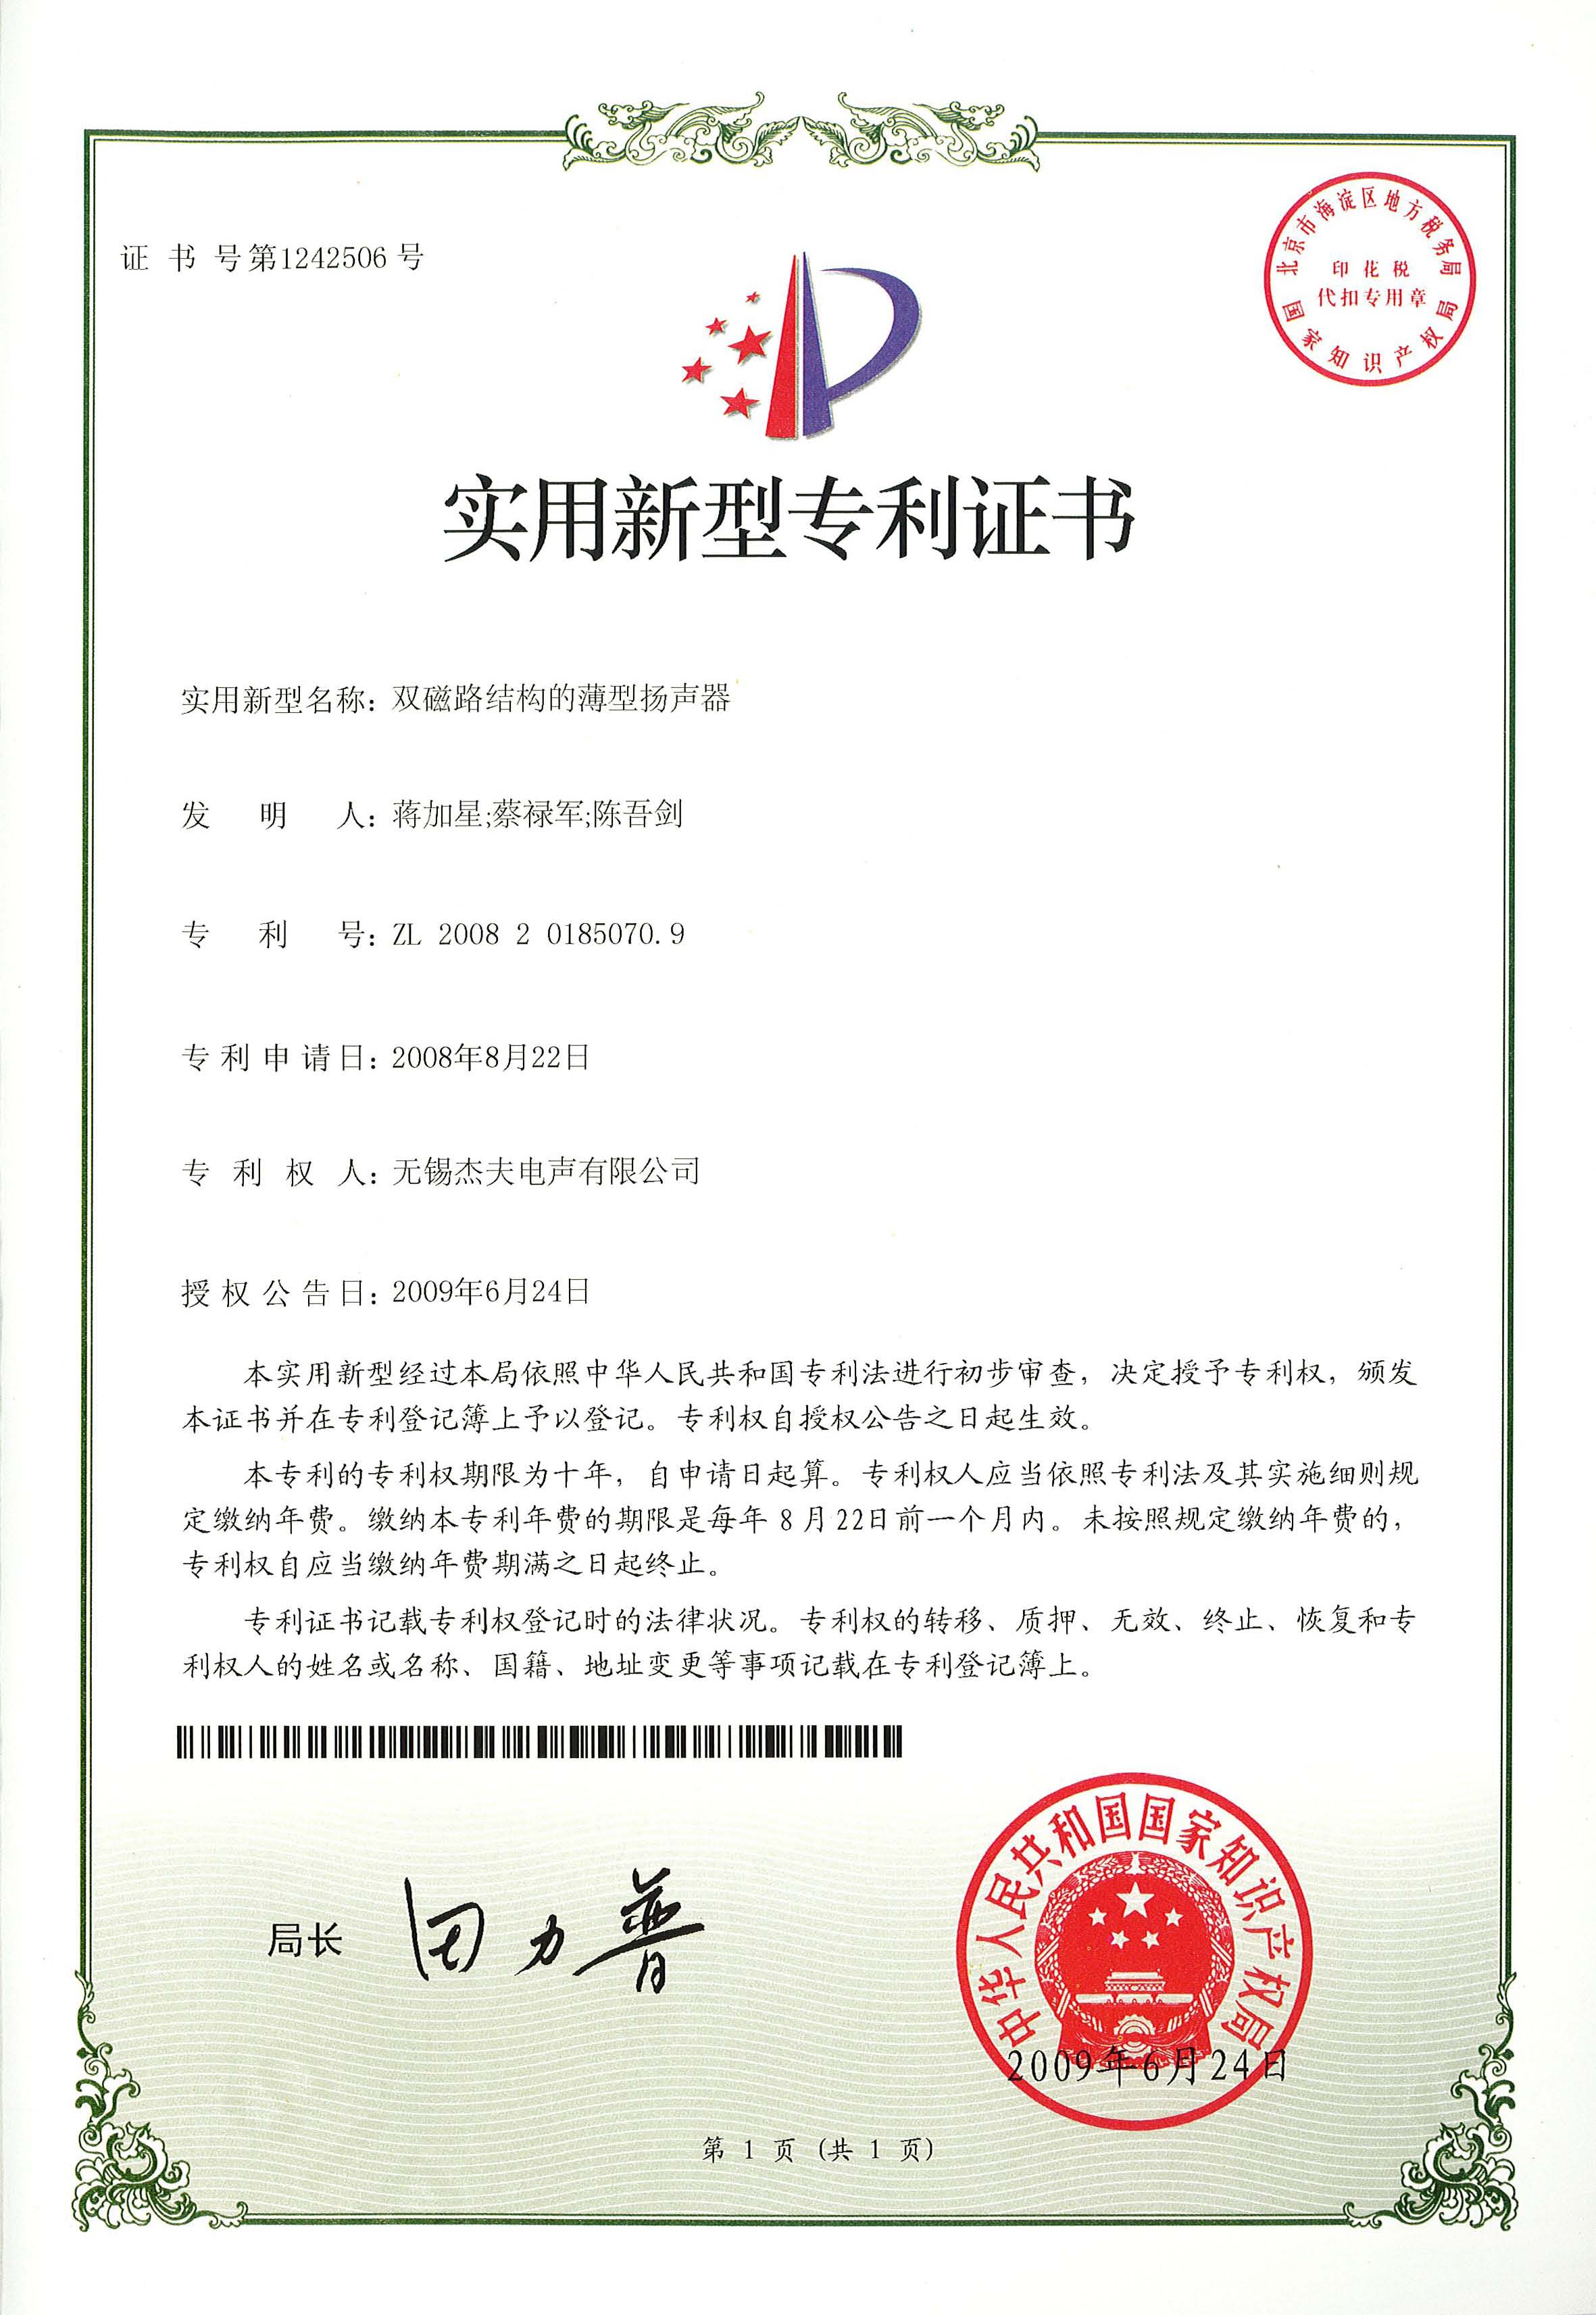 证 书 号第1242506 号
北京市海淀区地方税务局
印花税
代扣专用章
国家知识产权局
实用新型专利证书
实用新型名称：双磁路结构的薄型扬声器
发 明 人：蒋加星;蔡禄军;陈吾剑
专 利 号：ZL 2008 2 0185070.9
专利申请日：2008年8月22日
专 利 权 人：无锡杰夫电声有限公司
授权公告日：2009年6月24日
本实用新型经过本局依照中华人民共和国专利法进行初步审查，决定授予专利权，颁发
本证书并在专利登记簿上予以登记。专利权自授权公告之日起生效。
本专利的专利权期限为十年，自申请日起算。专利权人应当依照专利法及其实施细则规
定缴纳年费。缴纳本专利年费的期限是每年 8 月 22日前一个月内。未按照规定缴纳年费的，
专利权自应当缴纳年费期满之日起终止。
专利证书记载专利权登记时的法律状况。专利权的转移、质押、无效、终止、恢复和专
利权人的姓名或名称、国籍、地址变更等事项记载在专利登记簿上。
局长 田力普
中华人民共和国国家知识产权局
2009年6月24日
第 1 页 (共 1 页)